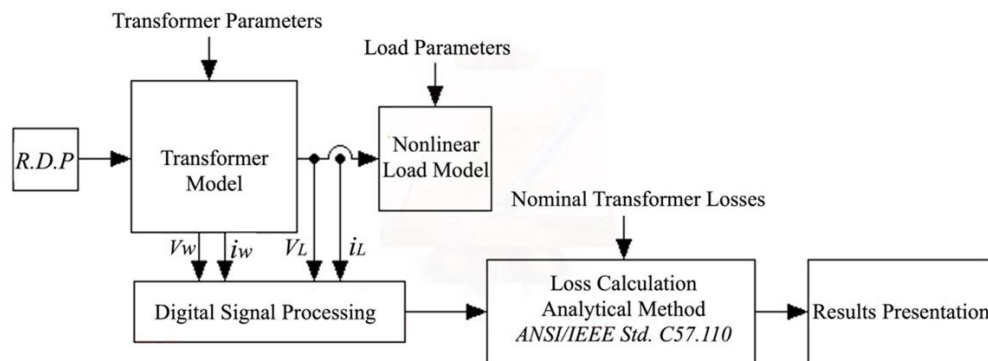 Transformer Parameters
Load Parameters
R.D.P
Transformer
Model
Nonlinear
Load Model
Nominal Transformer Losses
Vw
iw
VL
iL
Digital Signal Processing
Loss Calculation
Analytical Method
ANSI/IEEE Std. C57.110
Results Presentation